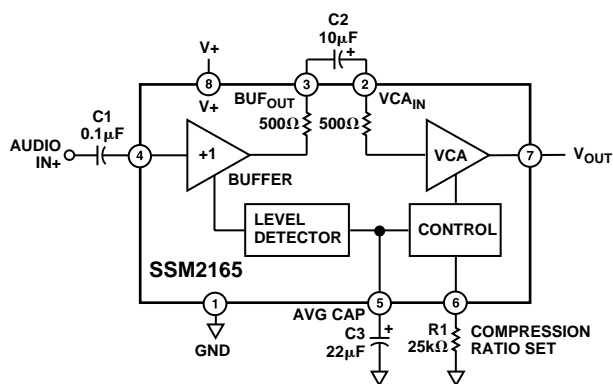 C2
10μF
+
V+
8
V+
3
BUFOUT
2
VCAIN
500Ω
500Ω
C1
0.1μF
AUDIO
IN+
4
+1
BUFFER
VCA
7
VOUT
LEVEL
DETECTOR
CONTROL
SSM2165
1
GND
5
AVG CAP
6
C3
22μF
+
R1
25kΩ
COMPRESSION
RATIO SET